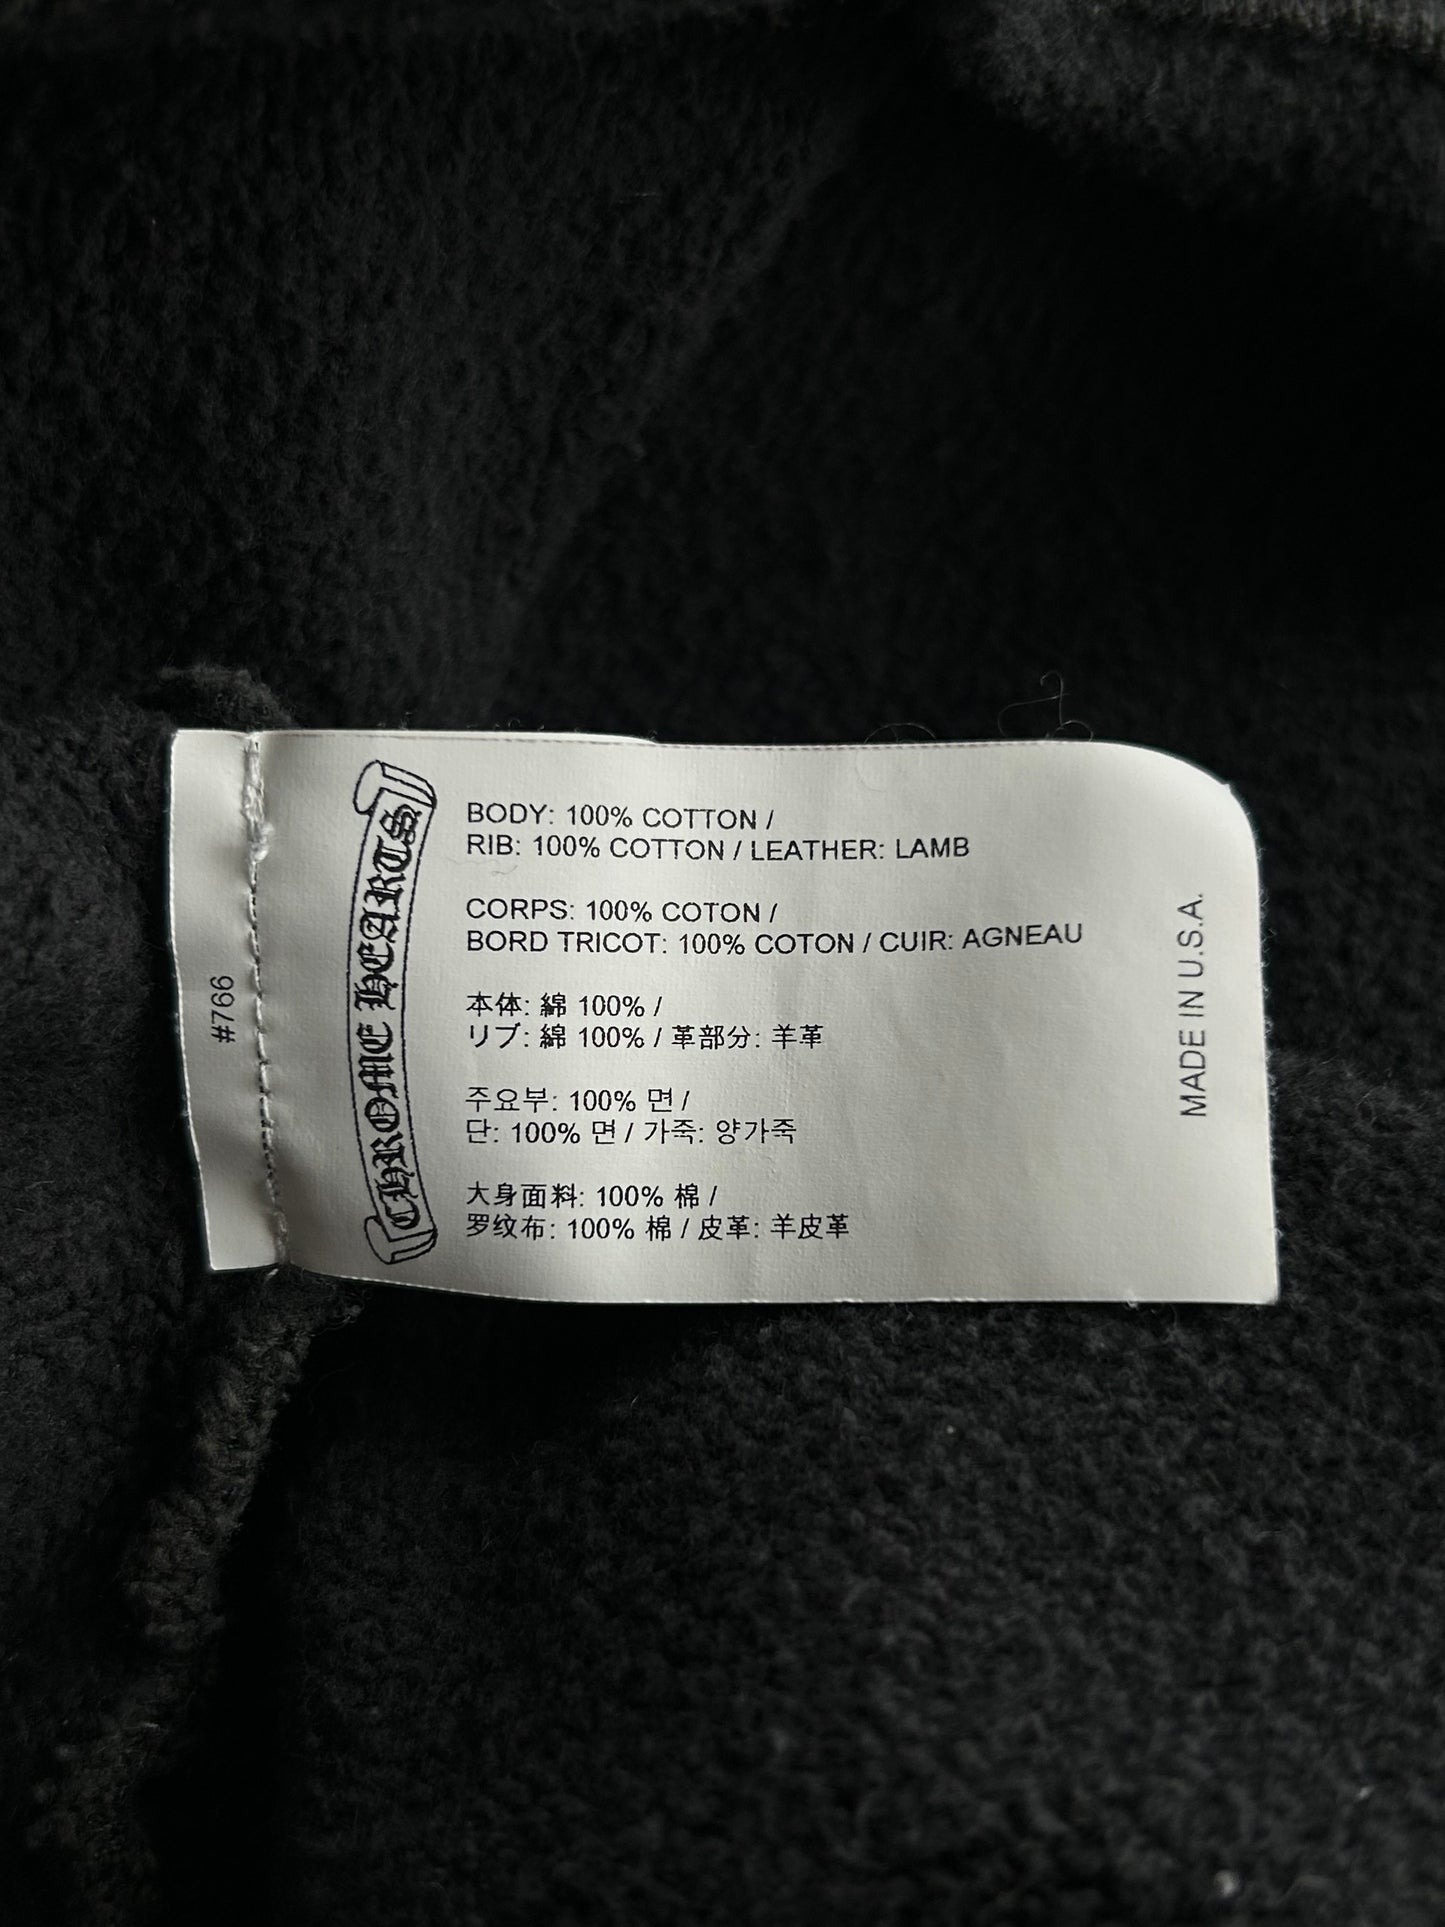 #766
CHROME HEARTS
BODY: 100% COTTON /
RIB: 100% COTTON / LEATHER: LAMB
CORPS: 100% COTON /
BORD TRICOT: 100% COTON / CUIR: AGNEAU
本体: 綿 100% /
リブ: 綿 100% / 革部分: 羊革
주요부: 100% 면 /
단: 100% 면 / 가죽: 양가죽
大身面料: 100% 棉 /
罗纹布: 100% 棉 / 皮革: 羊皮革
MADE IN U.S.A.